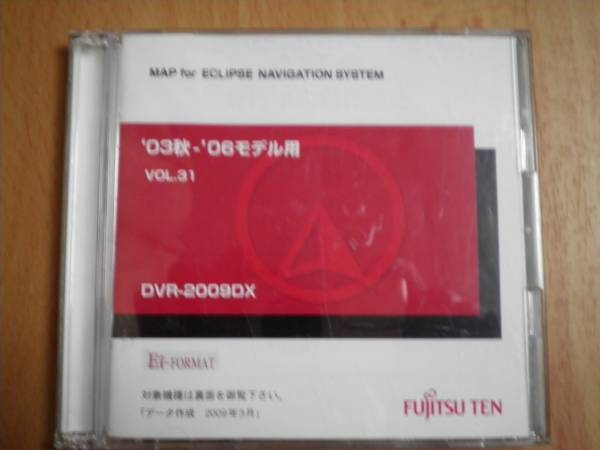 MAP for ECLIPSE NAVIGATION SYSTEM
'03秋-'06モデル用
VOL.31
DVR-2009DX
Et-FORMAT
対象機種は裏面を御覧下さい。
「データ作成 2009年3月」
FUJITSU TEN